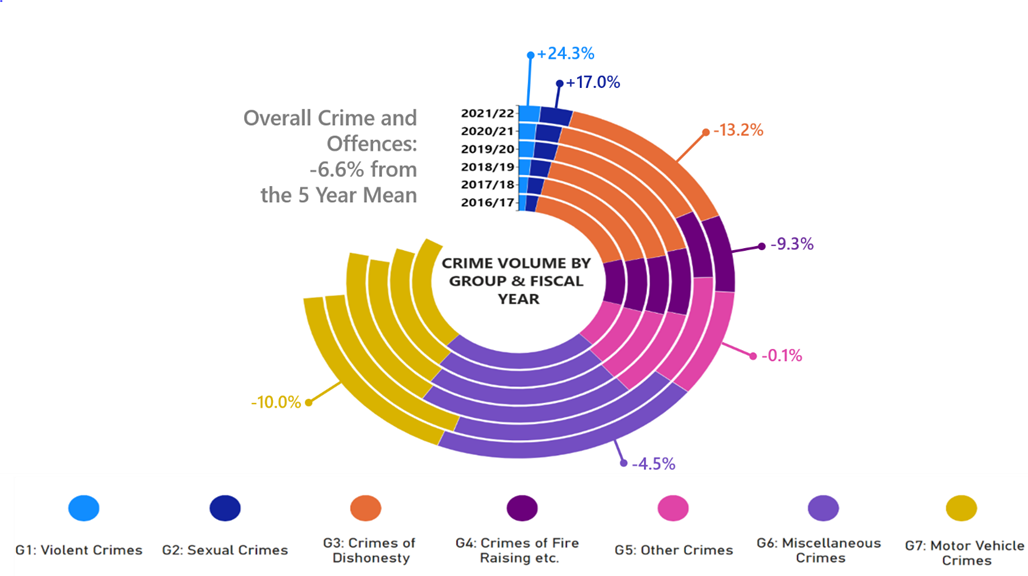 +24.3%
+17.0%
Overall Crime and
Offences:
-6.6% from
the 5 Year Mean
2021/22
2020/21
2019/20
2018/19
2017/18
2016/17
-13.2%
-9.3%
CRIME VOLUME BY
GROUP & FISCAL
YEAR
-0.1%
-10.0%
-4.5%
G1: Violent Crimes
G2: Sexual Crimes
G3: Crimes of
Dishonesty
G4: Crimes of Fire
Raising etc.
G5: Other Crimes
G6: Miscellaneous
Crimes
G7: Motor Vehicle
Crimes